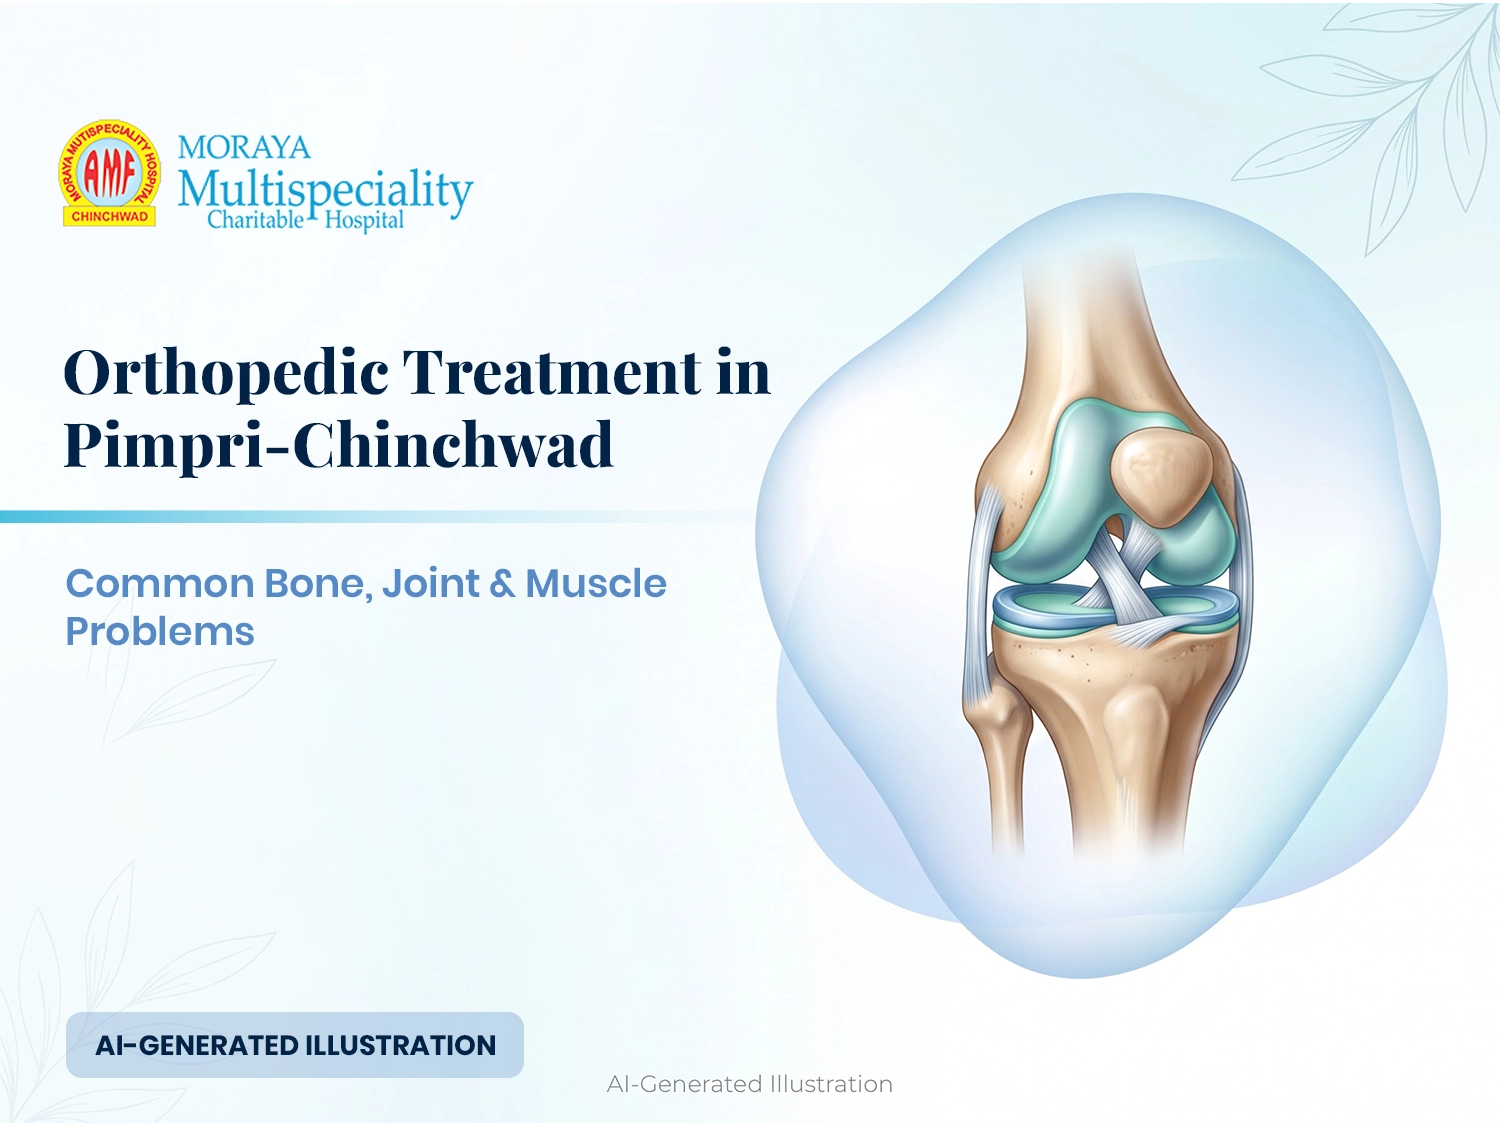 MORAYA MUTISPECIALITY HOSPITAL
AMF
CHINCHWAD
MORAYA
Multispeciality
Charitable Hospital
Orthopedic Treatment in
Pimpri-Chinchwad
Common Bone, Joint & Muscle
Problems
AI-GENERATED ILLUSTRATION
AI-Generated Illustration